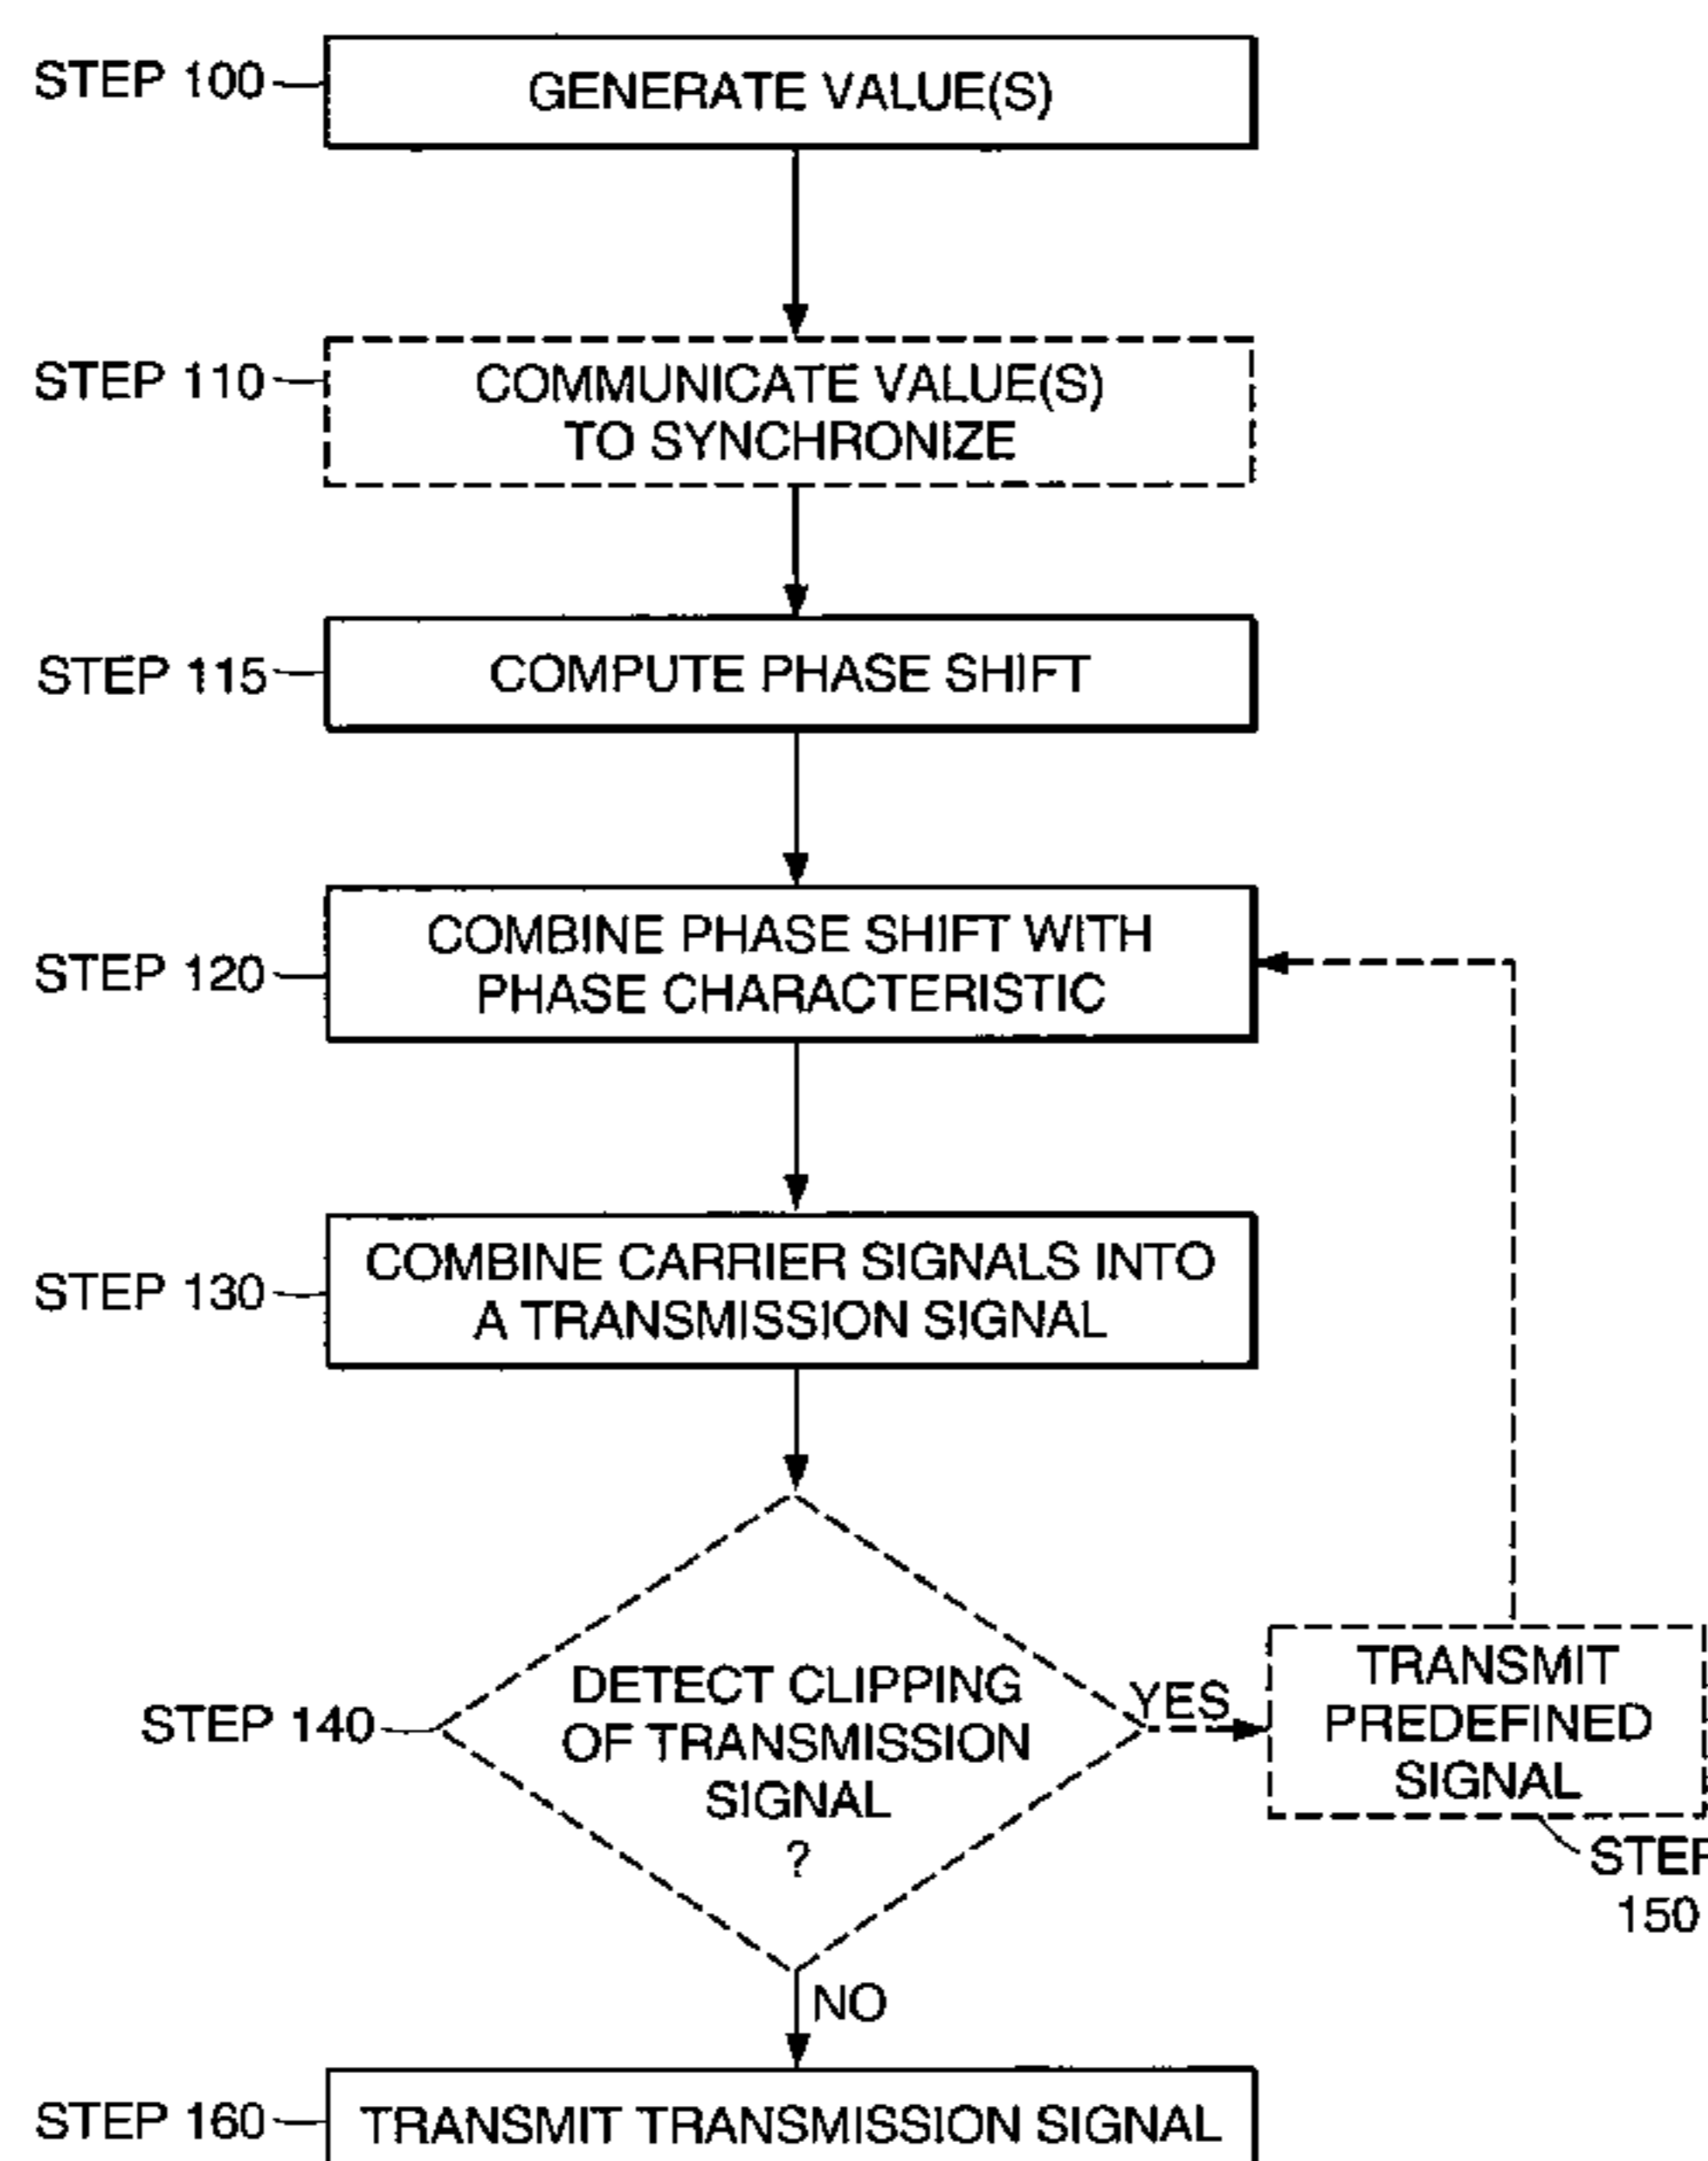 STEP 100
GENERATE VALUE(S)
STEP 110
COMMUNICATE VALUE(S)
TO SYNCHRONIZE
STEP 115
COMPUTE PHASE SHIFT
STEP 120
COMBINE PHASE SHIFT WITH
PHASE CHARACTERISTIC
STEP 130
COMBINE CARRIER SIGNALS INTO
A TRANSMISSION SIGNAL
STEP 140
DETECT CLIPPING
OF TRANSMISSION
SIGNAL
?
YES
TRANSMIT
PREDEFINED
SIGNAL
STEP
150
NO
STEP 160
TRANSMIT TRANSMISSION SIGNAL